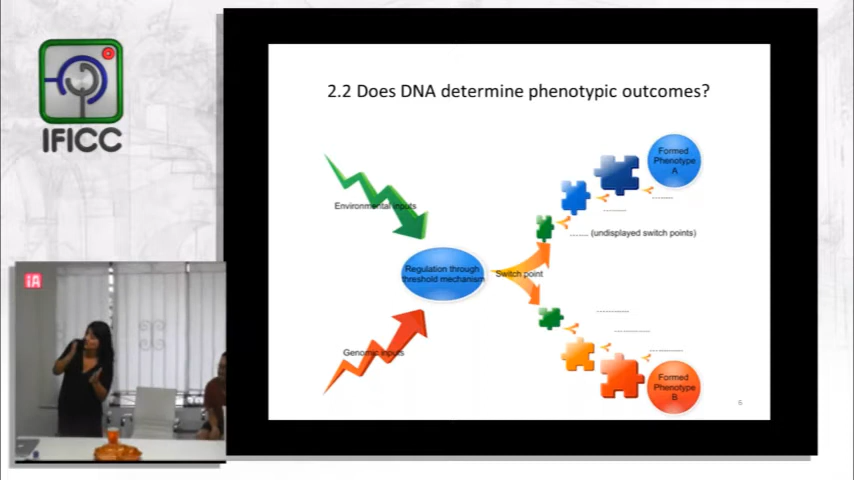 IFICC
iA
2.2 Does DNA determine phenotypic outcomes?
Environmental inputs
Regulation through
threshold mechanism
Genomic inputs
Switch point
Formed
Phenotype
A
(undisplayed switch points)
Formed
Phenotype
B
5